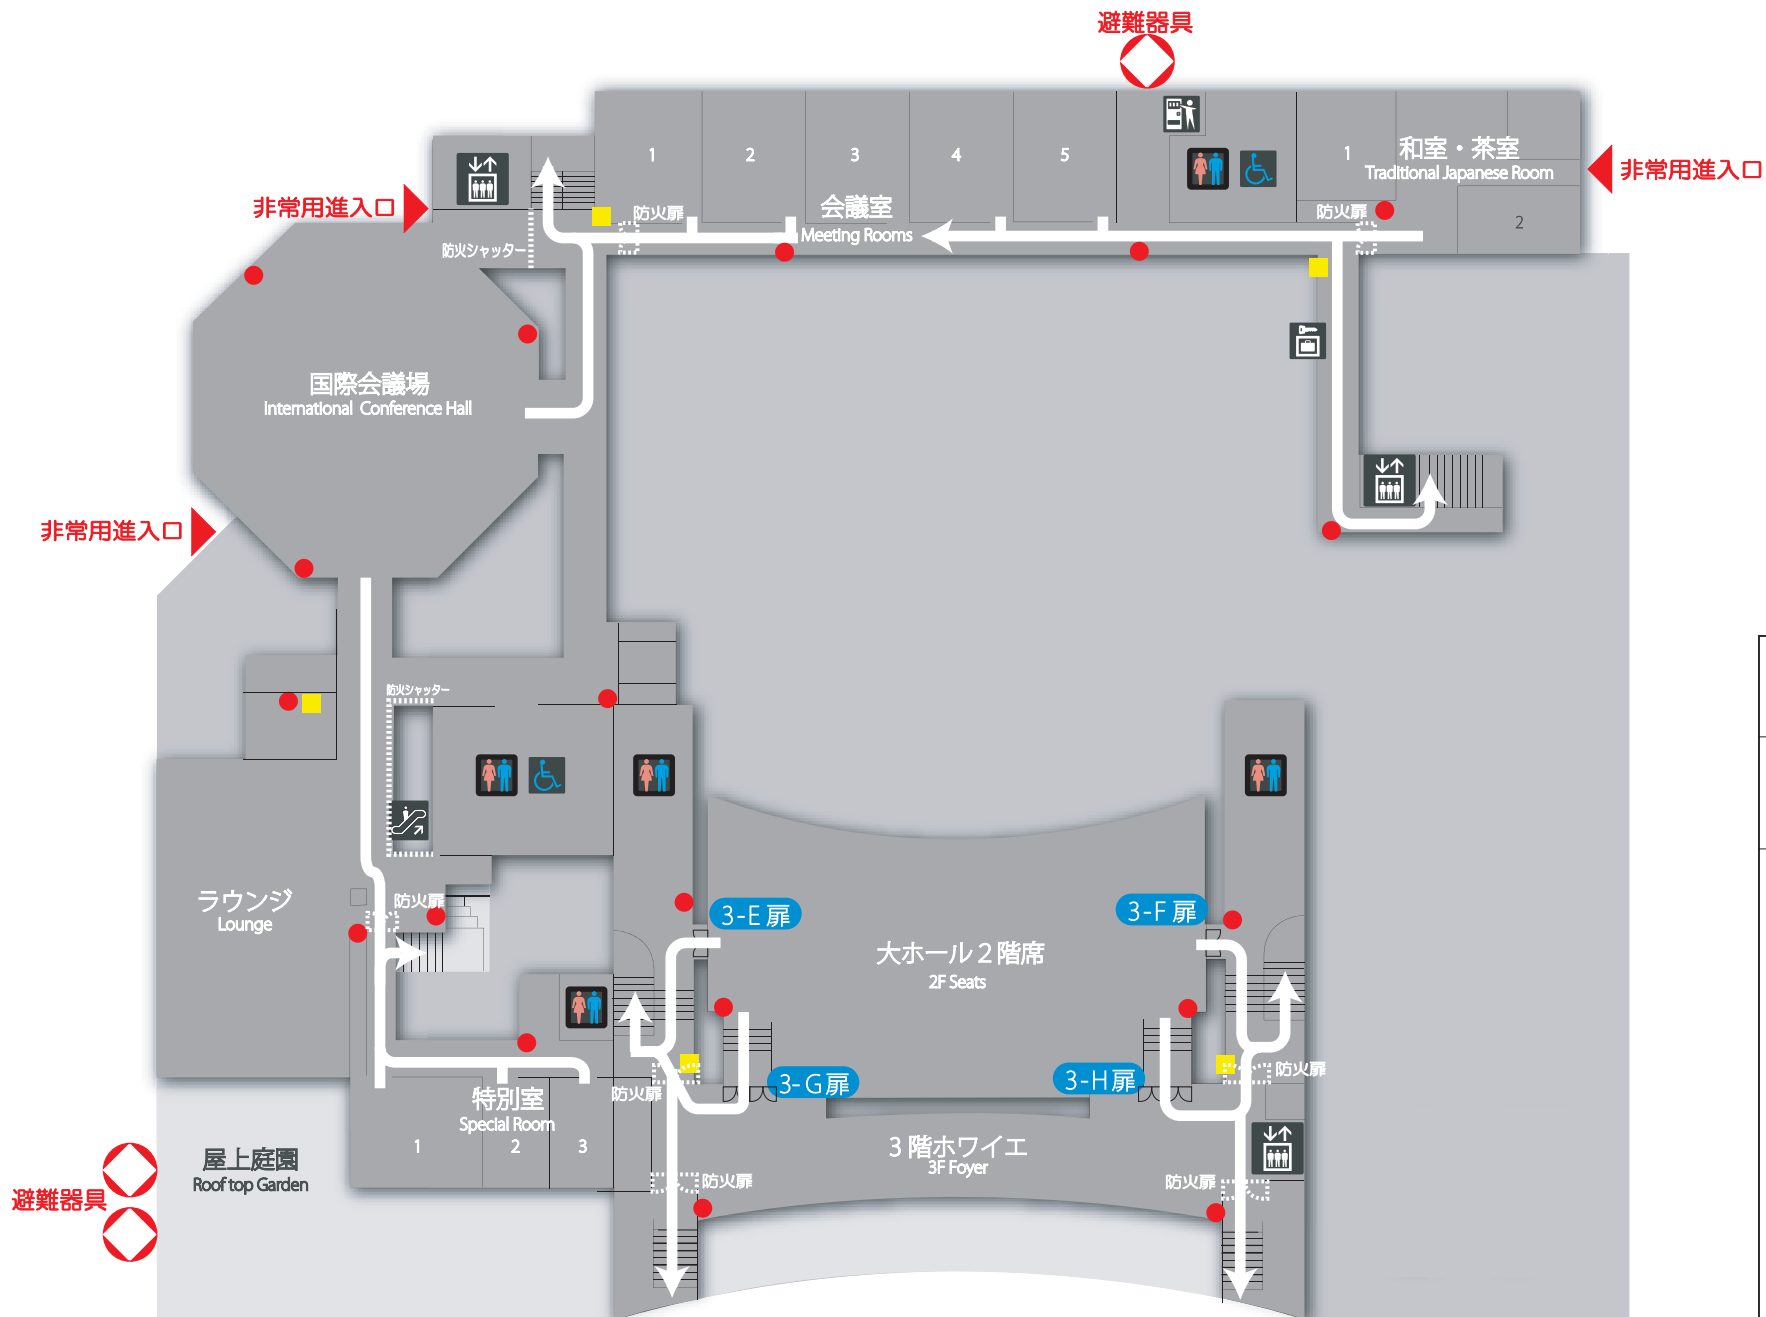 避難器具
1
2
3
4
5
1
和室・茶室
Traditional Japanese Room
非常用進入口
非常用進入口
防火扉
会議室
Meeting Rooms
防火扉
2
防火シャッター
国際会議場
International Conference Hall
非常用進入口
防火シャッター
ラウンジ
Lounge
防火扉
3-E 扉
3-F 扉
大ホール２階席
2F Seats
3-G 扉
3-H 扉
防火扉
防火扉
特別室
Special Room
1
2
3
3 階ホワイエ
3F Foyer
防火扉
防火扉
屋上庭園
Roof top Garden
避難器具